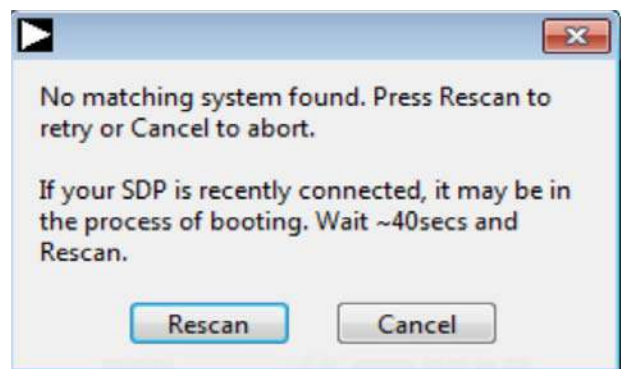 No matching system found. Press Rescan to
retry or Cancel to abort.
If your SDP is recently connected, it may be in
the process of booting. Wait ~40secs and
Rescan.
Rescan
Cancel